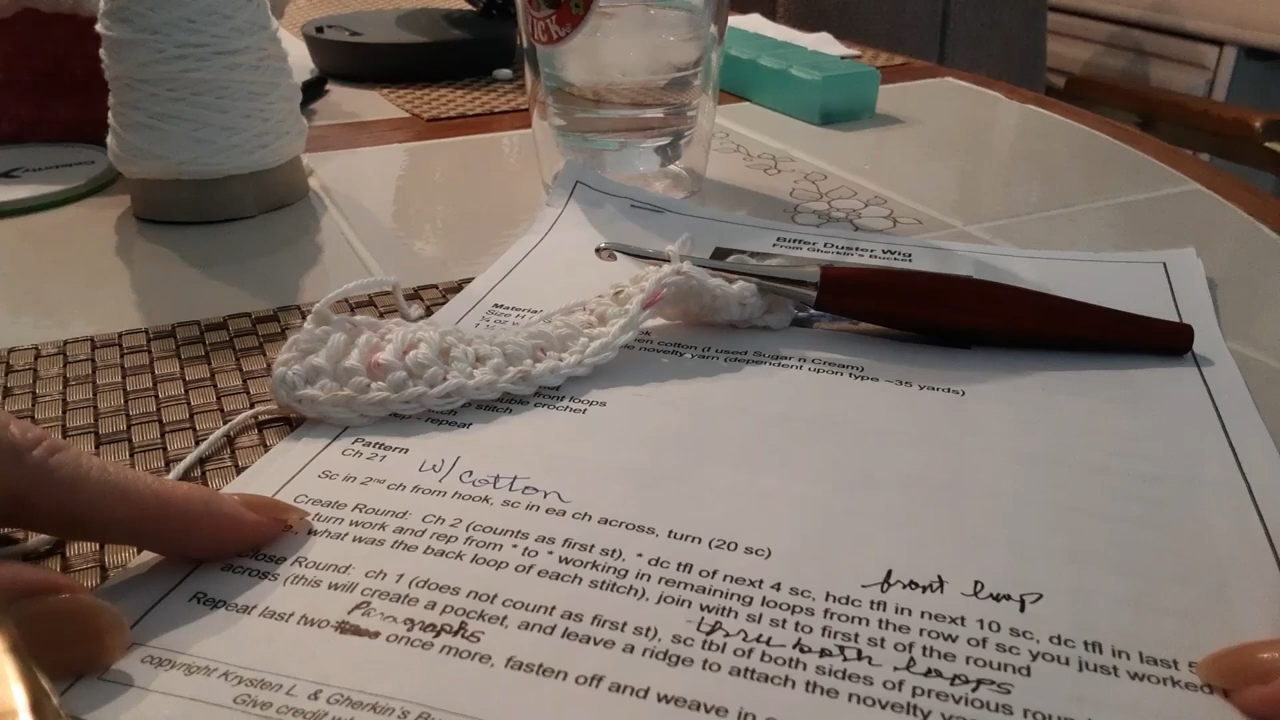 ICK
Celebrity
Biffer Duster Wig
From Gherkin's Bucket
Material
Size H /
¼ oz
cotton (I used Sugar n Cream)
novelty yarn (dependent upon type ~35 yards)
front loops
double crochet
stitch
- repeat
Pattern
Ch 21 w/ cotton
Sc in 2nd ch from hook, sc in ea ch across, turn (20 sc)
front loop
Create Round: Ch 2 (counts as first st), * dc tfl of next 4 sc, hdc tfl in next 10 sc, dc tfl in last 5
turn work and rep from * to * working in remaining loops from the row of sc you just worked
what was the back loop of each stitch), join with sl st to first st of the round
thru both loops
Close Round: ch 1 (does not count as first st), sc tbl of both sides of previous
across (this will create a pocket, and leave a ridge to attach the novelty
Paragraphs
Repeat last two once more, fasten off and weave in
copyright Krysten L. & Gherkin's
Give credit